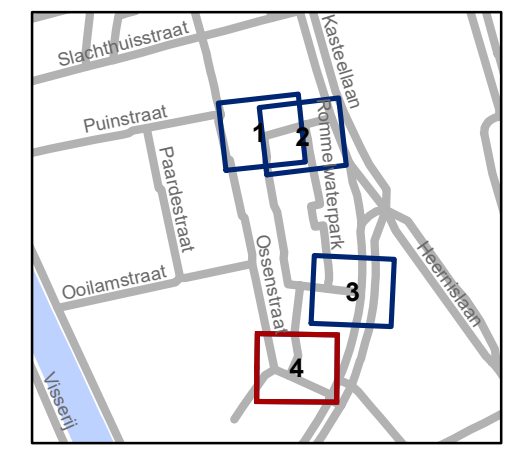 Slachthuisstraat
Kasteellaan
Puinstraat
Rommelwaterpark
1
2
Paardestraat
Ossenstraat
Heernislaan
Ooilamstraat
3
4
Visserij